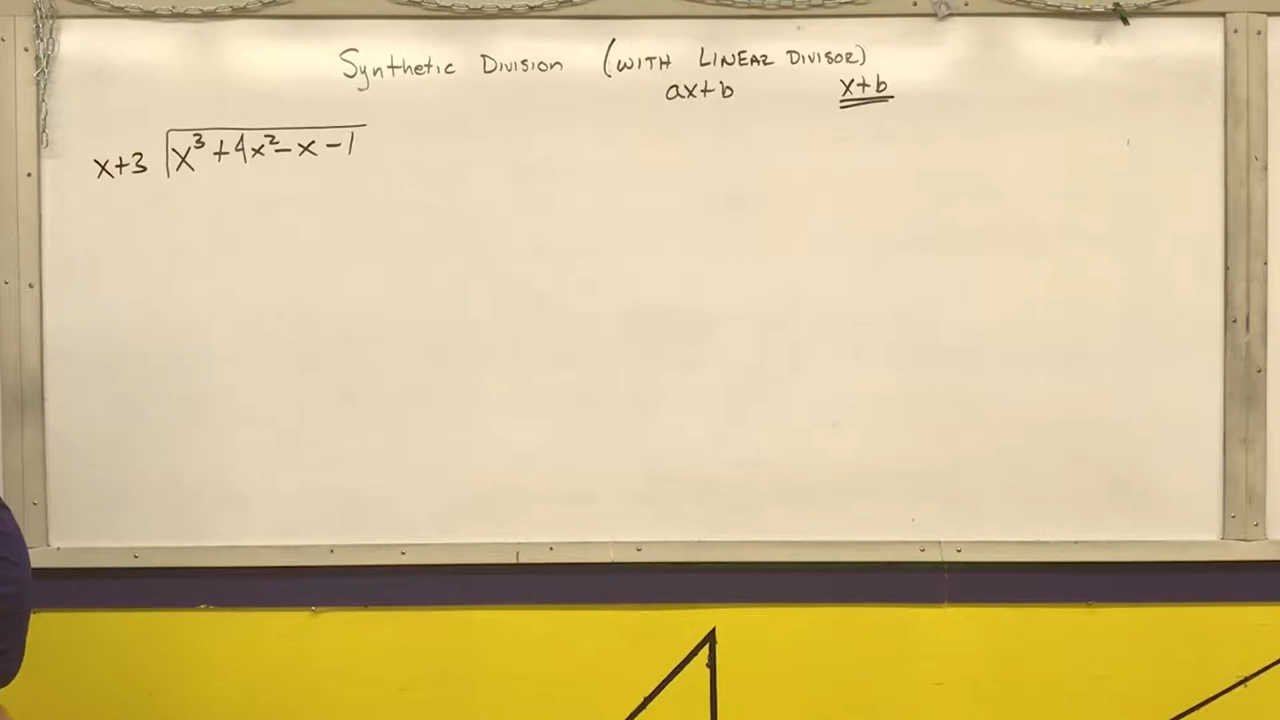 Synthetic Division (WITH LINEAR DIVISOR)
ax+b x+b
x+3 x³+4x²-x-1